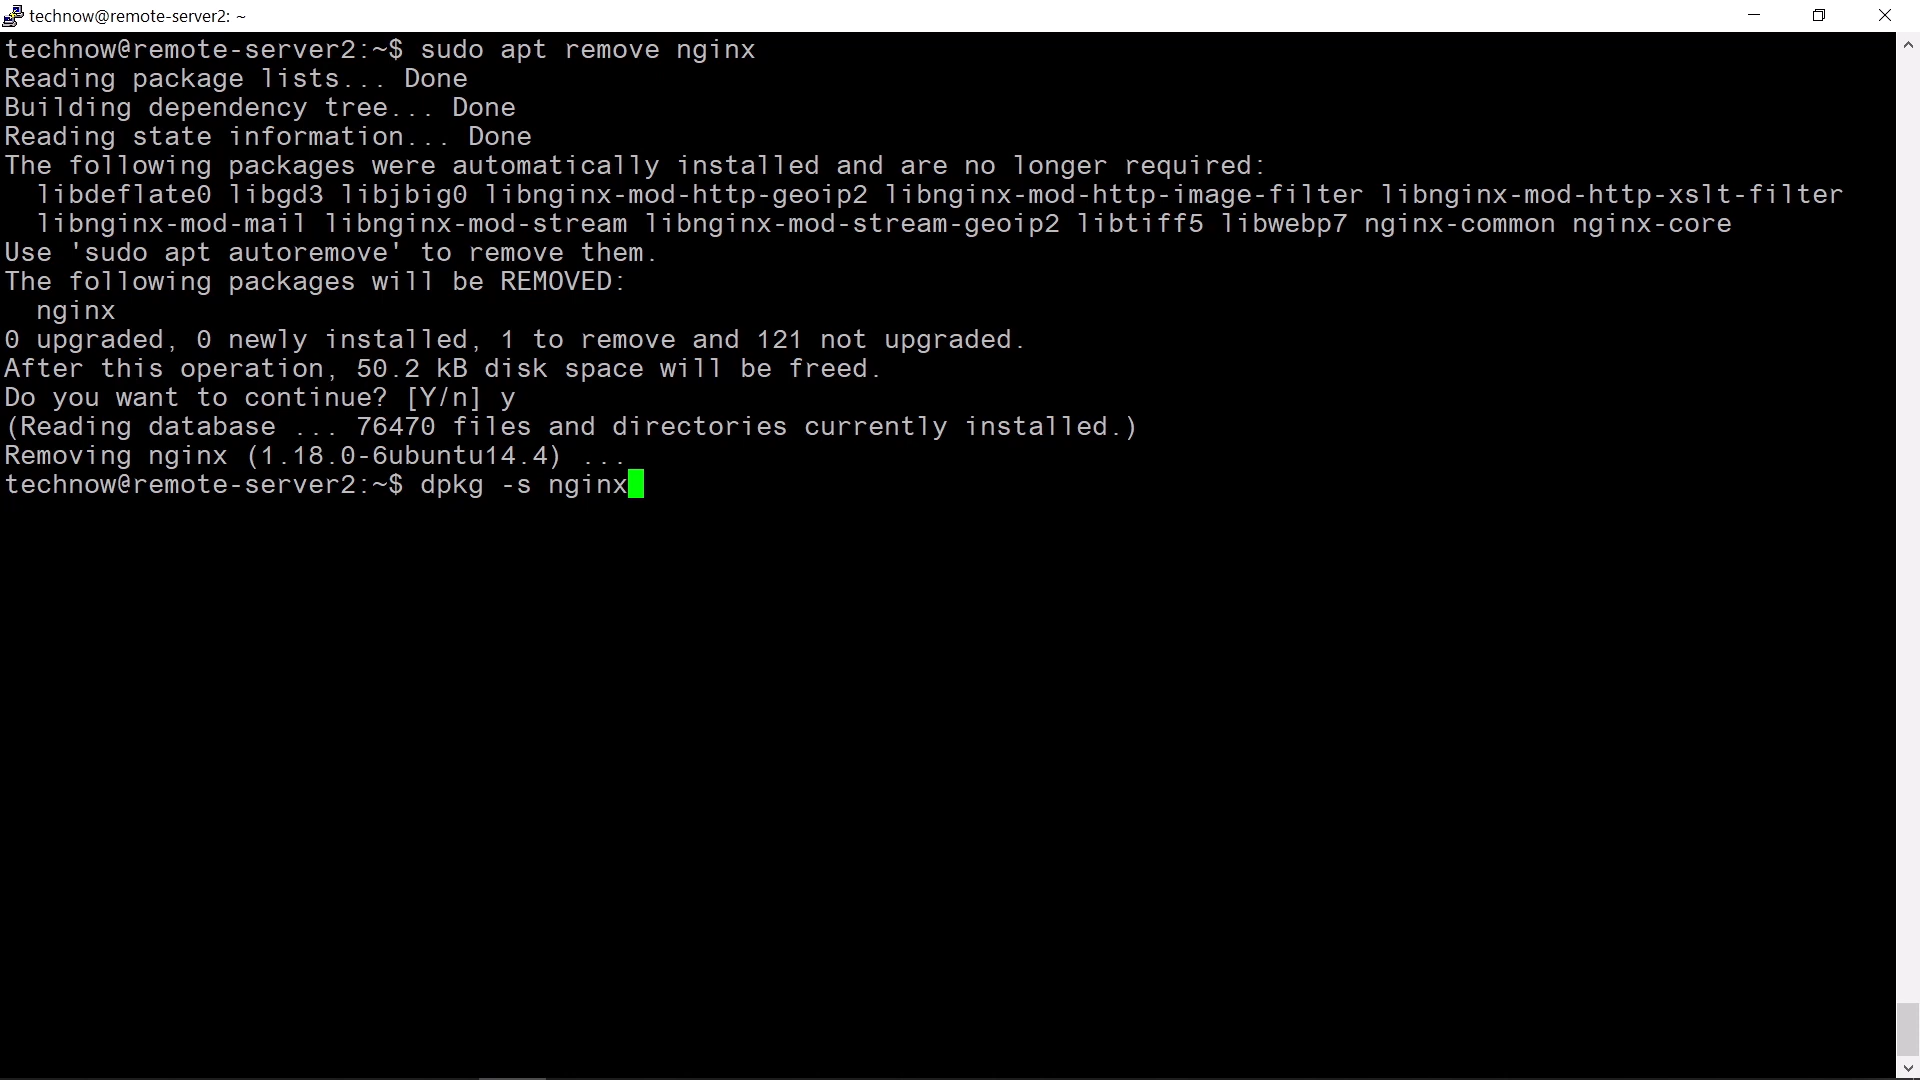 technow@remote-server2: ~
technow@remote-server2:~$ sudo apt remove nginx
Reading package lists... Done
Building dependency tree... Done
Reading state information... Done
The following packages were automatically installed and are no longer required:
  libdeflate0 libgd3 libjbig0 libnginx-mod-http-geoip2 libnginx-mod-http-image-filter libnginx-mod-http-xslt-filter
  libnginx-mod-mail libnginx-mod-stream libnginx-mod-stream-geoip2 libtiff5 libwebp7 nginx-common nginx-core
Use 'sudo apt autoremove' to remove them.
The following packages will be REMOVED:
  nginx
0 upgraded, 0 newly installed, 1 to remove and 121 not upgraded.
After this operation, 50.2 kB disk space will be freed.
Do you want to continue? [Y/n] y
(Reading database ... 76470 files and directories currently installed.)
Removing nginx (1.18.0-6ubuntu14.4) ...
technow@remote-server2:~$ dpkg -s nginx